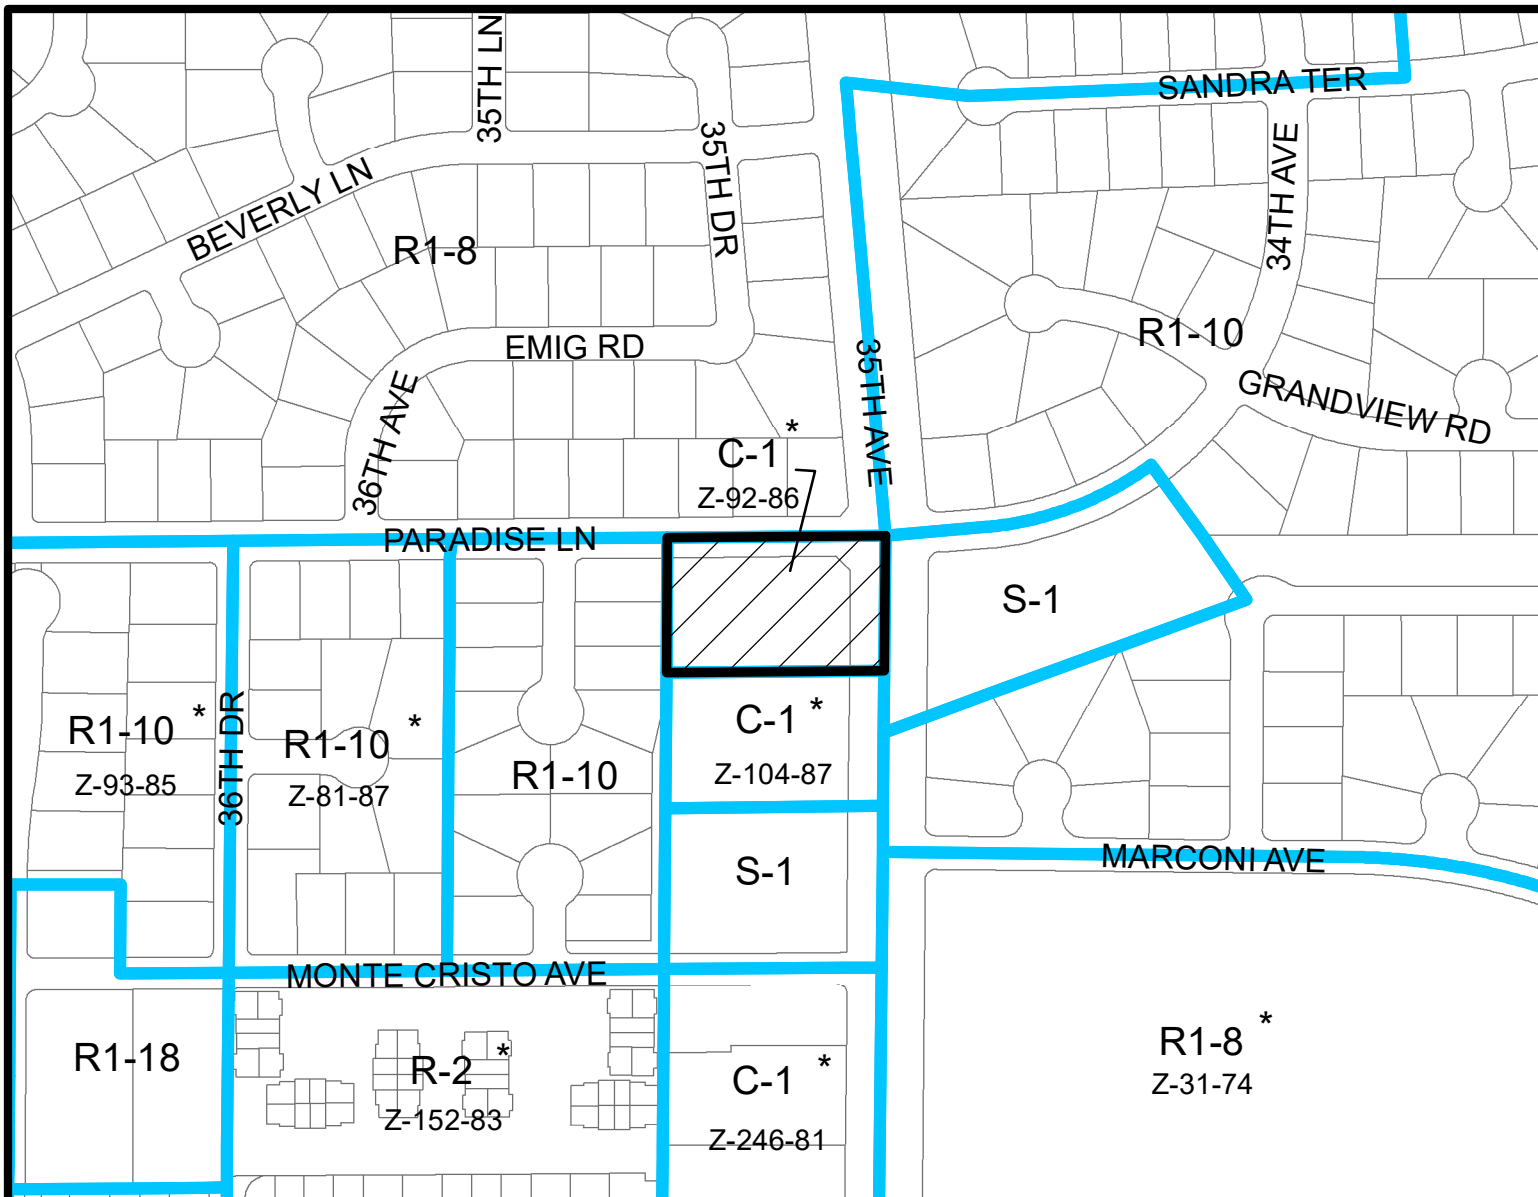 35TH LN
SANDRA TER
BEVERLY LN
35TH DR
34TH AVE
R1-8
R1-10
EMIG RD
35TH AVE
36TH AVE
GRANDVIEW RD
C-1 *
Z-92-86
PARADISE LN
S-1
R1-10 *
Z-93-85
36TH DR
R1-10 *
Z-81-87
R1-10
C-1 *
Z-104-87
S-1
MARCONI AVE
MONTE CRISTO AVE
R1-18
R-2 *
Z-152-83
C-1 *
Z-246-81
R1-8 *
Z-31-74